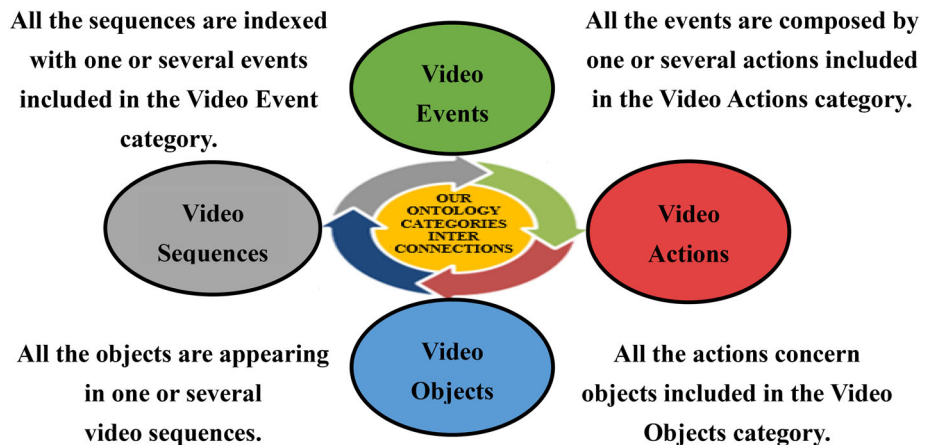 All the sequences are indexed
with one or several events
included in the Video Event
category.
Video
Events
All the events are composed by
one or several actions included
in the Video Actions category.
Video
Sequences
OUR
ONTOLOGY
CATEGORIES
INTER
CONNECTIONS
Video
Actions
All the objects are appearing
in one or several
video sequences.
Video
Objects
All the actions concern
objects included in the Video
Objects category.